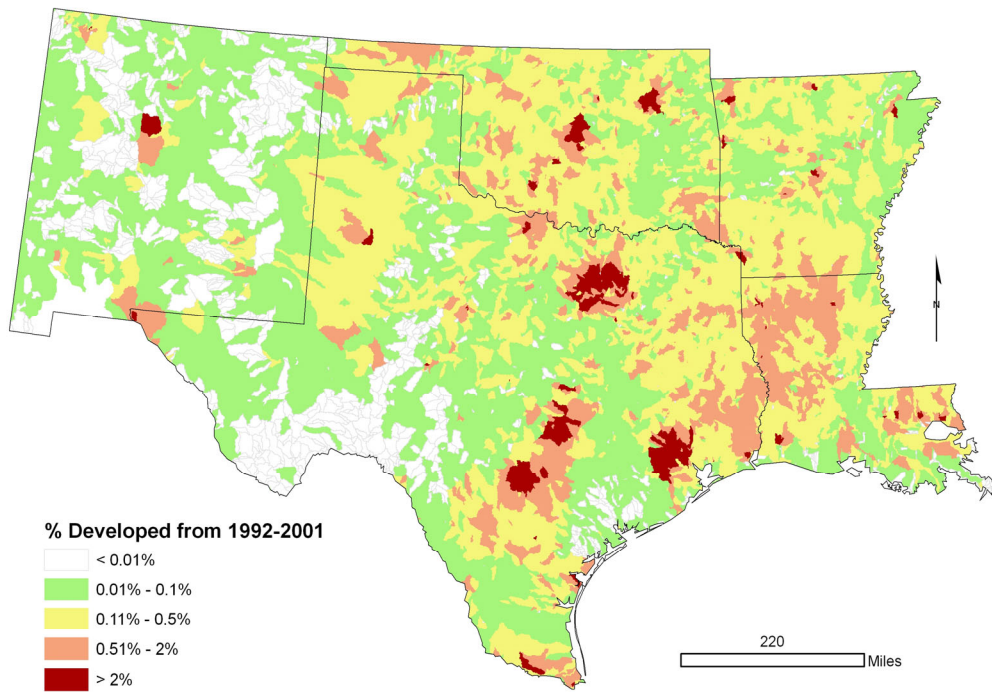 N
% Developed from 1992-2001
< 0.01%
0.01% - 0.1%
0.11% - 0.5%
0.51% - 2%
> 2%
220
Miles